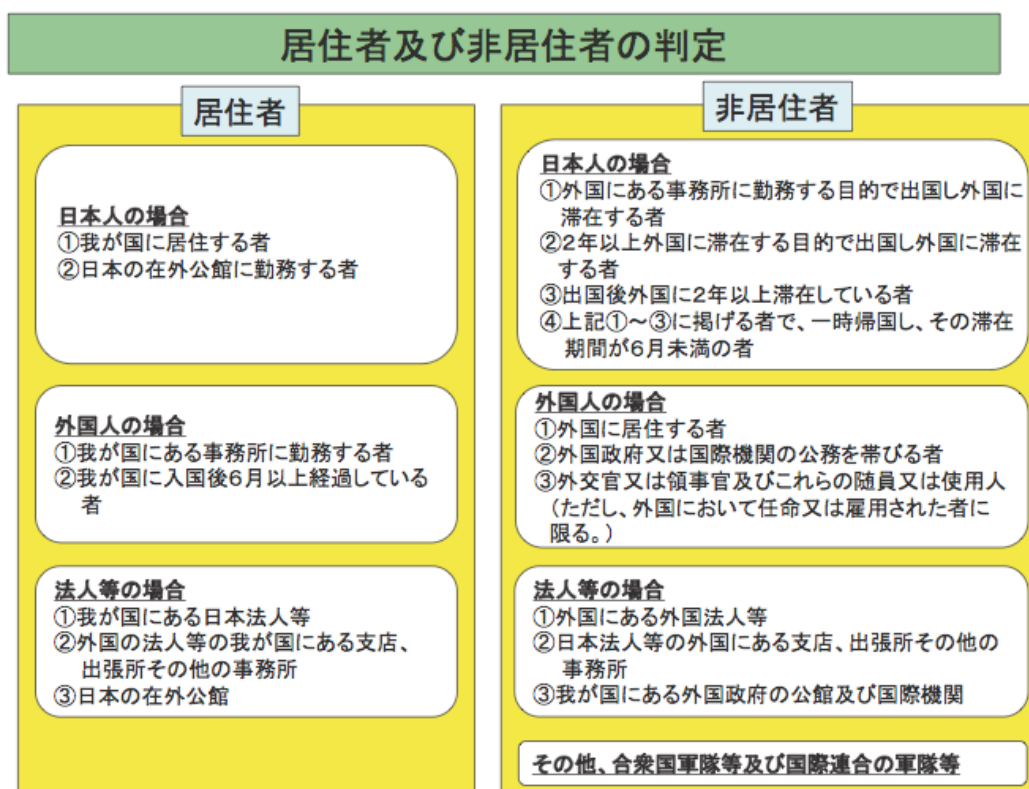 居住者及び非居住者の判定
居住者
日本人の場合
①我が国に居住する者
②日本の在外公館に勤務する者
外国人の場合
①我が国にある事務所に勤務する者
②我が国に入国後6月以上経過している
者
法人等の場合
①我が国にある日本法人等
②外国の法人等の我が国にある支店、
出張所その他の事務所
③日本の在外公館
非居住者
日本人の場合
①外国にある事務所に勤務する目的で出国し外国に
滞在する者
②2年以上外国に滞在する目的で出国し外国に滞在
する者
③出国後外国に2年以上滞在している者
④上記①~③に掲げる者で、一時帰国し、その滞在
期間が6月未満の者
外国人の場合
①外国に居住する者
②外国政府又は国際機関の公務を帯びる者
③外交官又は領事官及びこれらの随員又は使用人
(ただし、外国において任命又は雇用された者に
限る。)
法人等の場合
①外国にある外国法人等
②日本法人等の外国にある支店、出張所その他の
事務所
③我が国にある外国政府の公館及び国際機関
その他、合衆国軍隊等及び国際連合の軍隊等